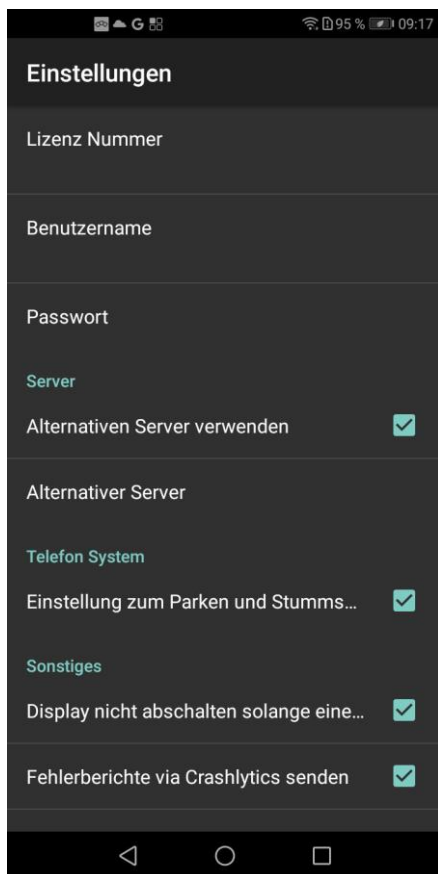 G 95 % 09:17
Einstellungen
Lizenz Nummer
Benutzername
Passwort
Server
Alternativen Server verwenden
Alternativer Server
Telefon System
Einstellung zum Parken und Stumms...
Sonstiges
Display nicht abschalten solange eine...
Fehlerberichte via Crashlytics senden